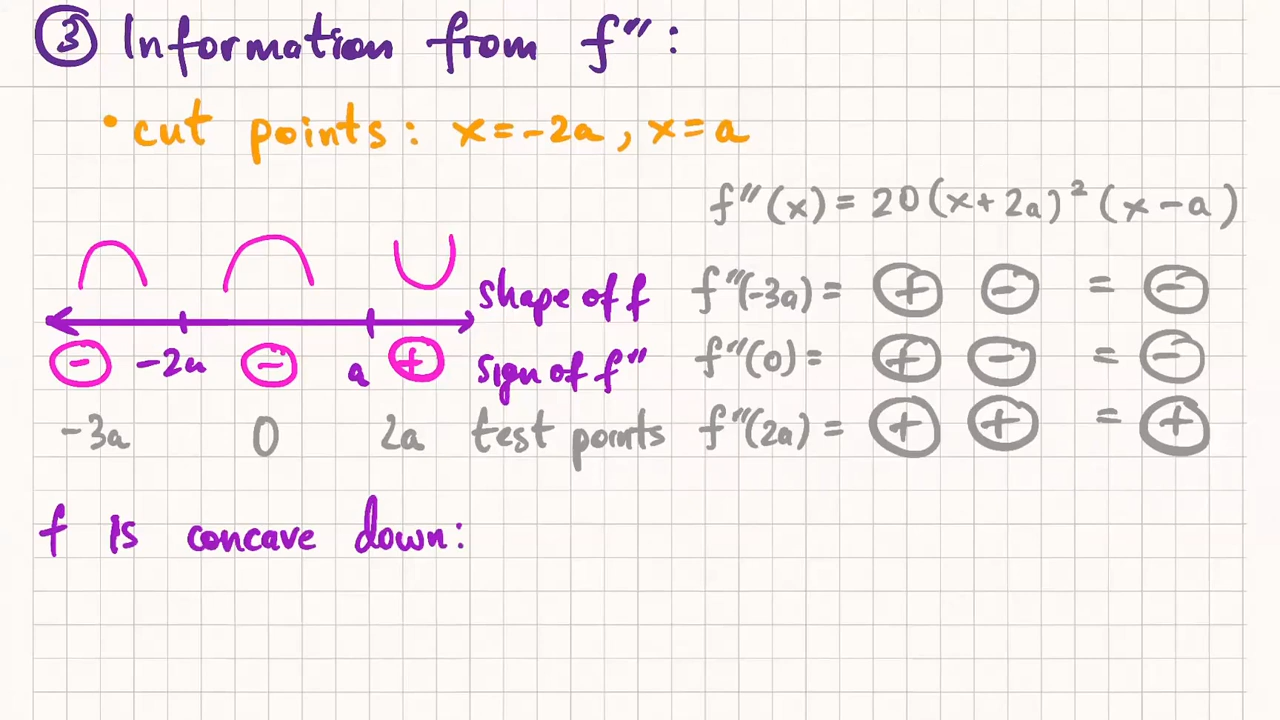 ③ Information from f″:
• cut points: x=-2a, x=a
f″(x) = 20(x+2a)²(x-a)
shape of f
f″(-3a) = ⊕ ⊖ = ⊖
⊖ -2a ⊖ a ⊕ sign of f″
f″(0) = ⊕ ⊖ = ⊖
-3a 0 2a test points
f″(2a) = ⊕ ⊕ = ⊕
f is concave down: